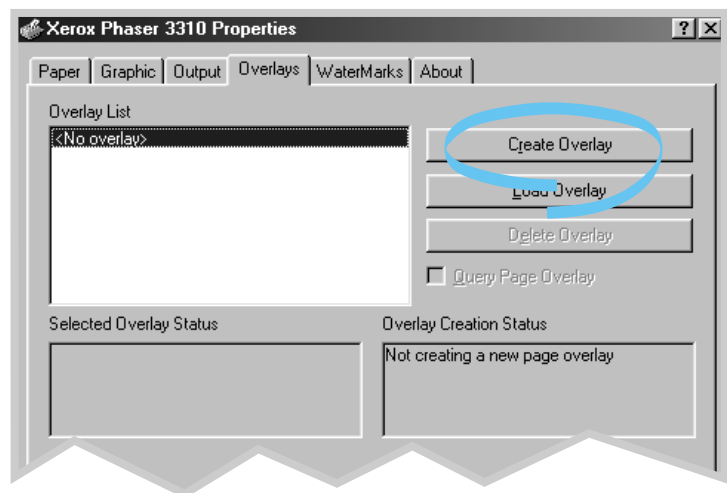 Xerox Phaser 3310 Properties
Paper Graphic Output Overlays WaterMarks About
Overlay List
<No overlay>
Create Overlay
Load Overlay
Delete Overlay
Query Page Overlay
Selected Overlay Status
Overlay Creation Status
Not creating a new page overlay